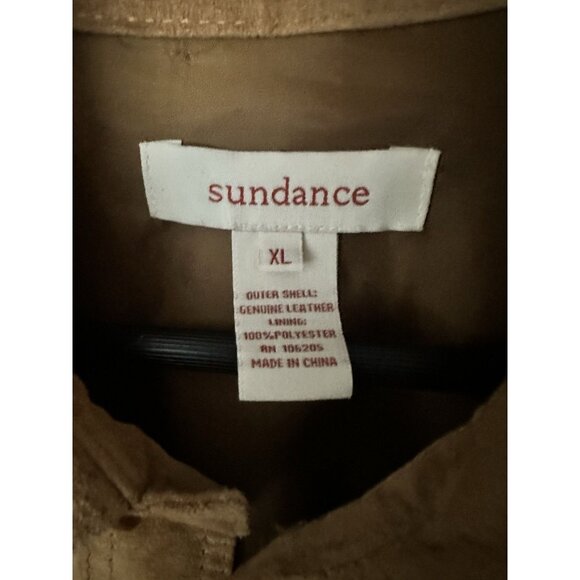 sundance
XL
OUTER SHELL:
GENUINE LEATHER
LINING:
100%POLYESTER
RN 106205
MADE IN CHINA